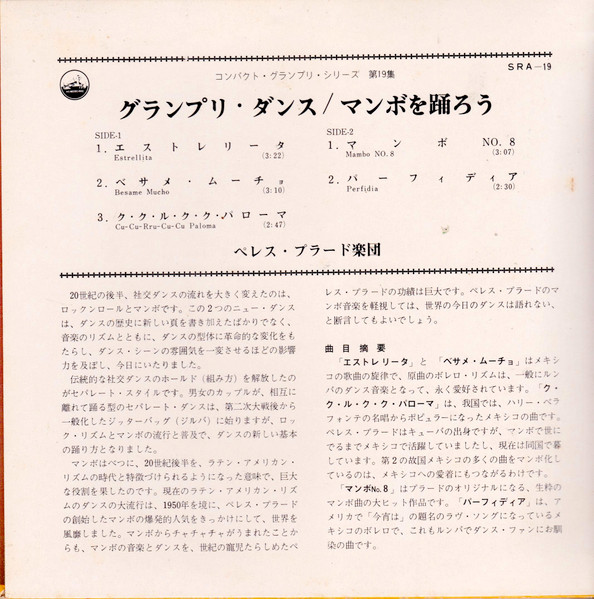 SRA-19
コンパクト・グランプリ・シリーズ 第19集
グランプリ・ダンス/マンボを踊ろう
SIDE-1
1. エストレリータ
Estrellita (3:22)
2. ベサメ・ムーチョ
Besame Mucho (3:10)
3. ク・ク・ル・ク・ク・パローマ
Cu-Cu-Rru-Cu-Cu Paloma (2:47)
SIDE-2
1. マンボ NO. 8
Mambo NO. 8 (3:07)
2. パーフィディア
Perfidia (2:30)
ペレス・プラード楽団
20世紀の後半、社交ダンスの流れを大きく変えたのは、
ロックンロールとマンボです。この2つのニュー・ダンス
は、ダンスの歴史に新しい頁を書き加えたばかりでなく、
音楽のリズムとともに、ダンスの型体に革命的な変化をも
たらし、ダンス・シーンの雰囲気を一変させるほどの影響
力を及ぼし、今日にいたりました。
伝統的な社交ダンスのホールド(組み方)を解放したの
がセパレート・スタイルです。男女のカップルが、相互に
離れて踊る型のセパレート・ダンスは、第二次大戦後から
一般化したジッターバッグ(ジルバ)に始りますが、ロッ
ク・リズムとマンボの流行と普及で、ダンスの新しい基本
の踊り方となりました。
マンボはべつに、20世紀後半を、ラテン・アメリカン・
リズムの時代と特徴づけられるようになった意味で、巨大
な役割を果したのです。現在のラテン・アメリカン・リズ
ムのダンスの大流行は、1950年を境に、ペレス・プラード
の創始したマンボの爆発的人気をきっかけにして、世界を
風靡しました。マンボからチャチャチャがうまれたことか
らも、マンボの音楽とダンスを、世紀の寵児たらしめたペ
レス・プラードの功績は巨大です。ペレス・プラードのマ
ンボ音楽を軽視しては、世界の今日のダンスは語れない、
と断言してもよいでしょう。
曲目摘要
「エストレリータ」と「ベサメ・ムーチョ」はメキシ
コの歌曲の旋律で、原曲のボレロ・リズムは、一般にルン
バのダンス音楽となって、永く愛好されています。「ク・
ク・ル・ク・ク・パローマ」は、我国では、ハリー・ベラ
フォンテの名唱からポピュラーになったメキシコの曲です。
ペレス・プラードはキューバの出身ですが、マンボで世に
でるまでメキシコで活躍していましたし、現在は同国で暮
しています。第2の故国メキシコの多くの曲をマンボ化し
ているのは、メキシコへの愛着にもつながるわけです。
「マンボNo.8」はプラードのオリジナルになる、生粋の
マンボ曲の大ヒット作品です。「パーフィディア」は、ア
メリカで「今宵は」の題名のラヴ・ソングになっているメ
キシコのボレロで、これもルンバでダンス・ファンにお馴
染の曲です。